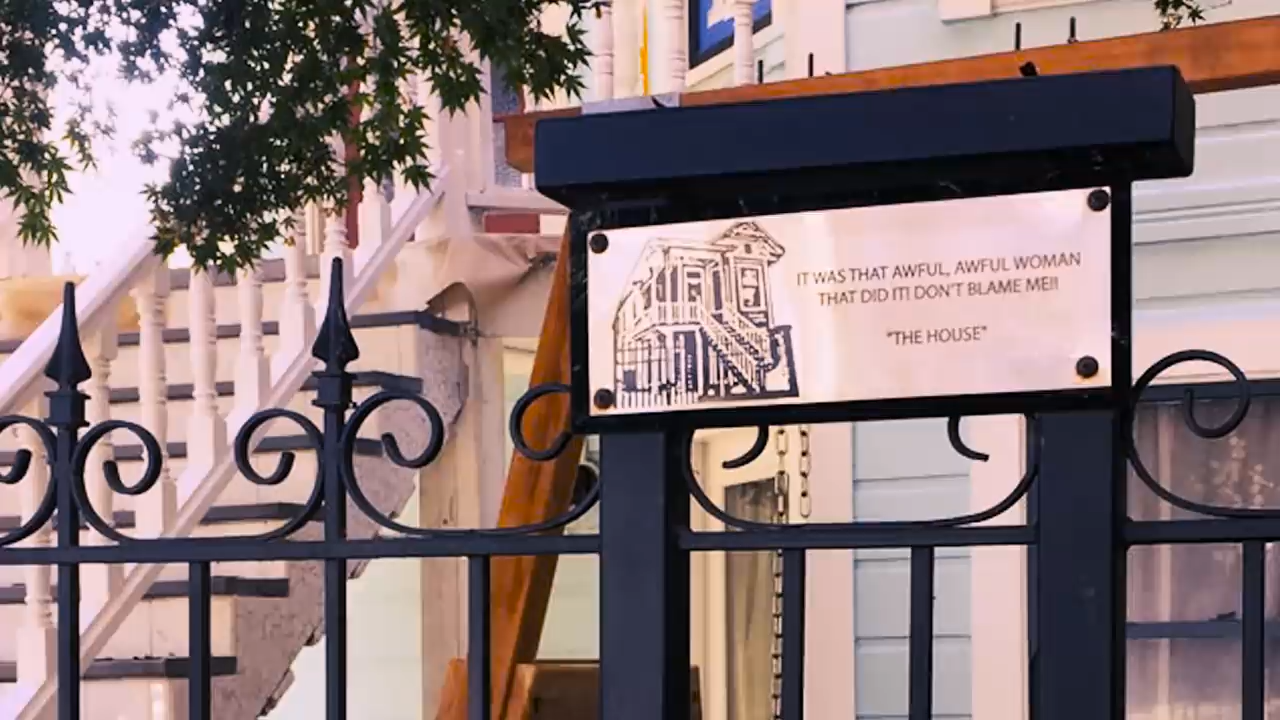 IT WAS THAT AWFUL, AWFUL WOMAN
THAT DID IT! DON'T BLAME ME!!
"THE HOUSE"